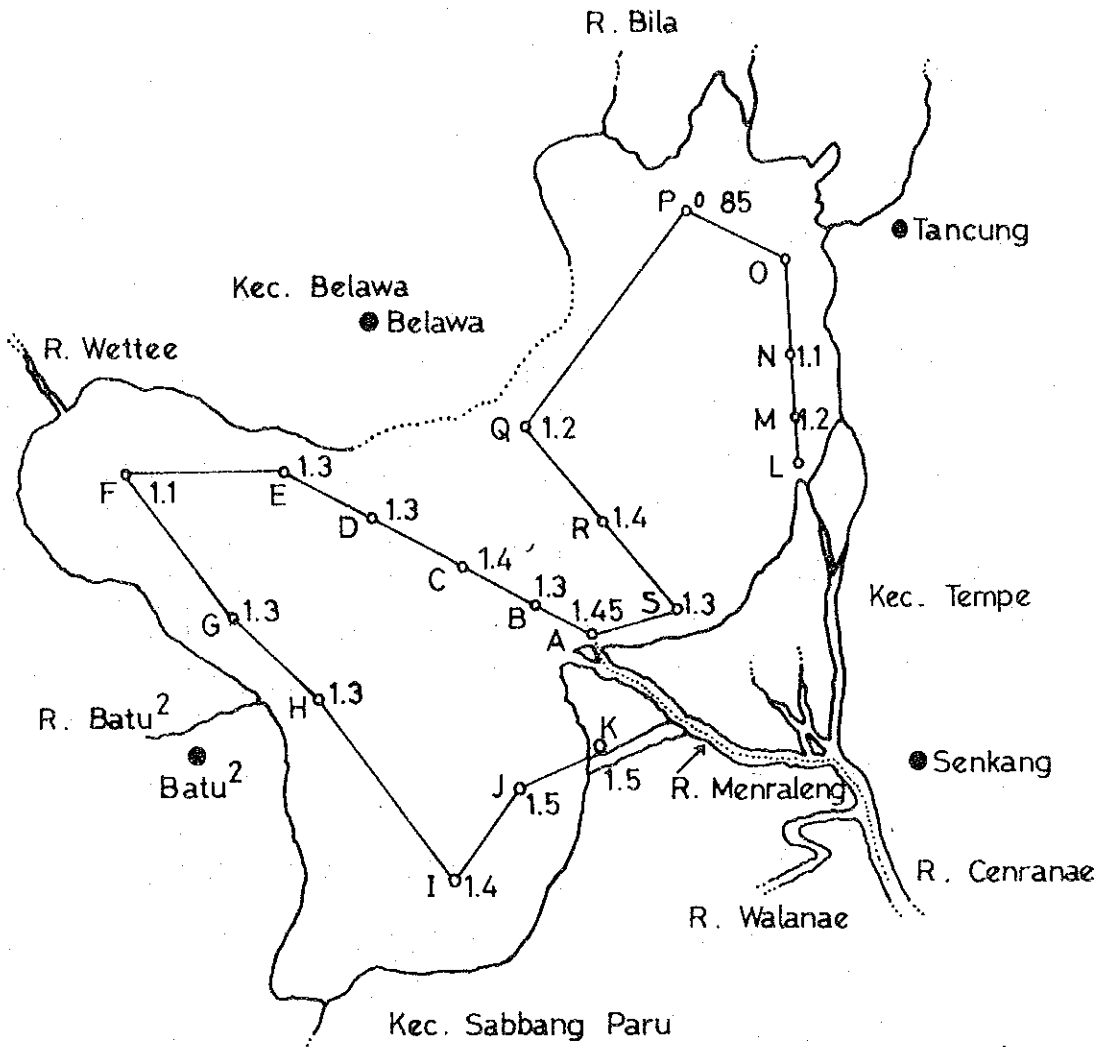 R. Bila
P 0 85
Tancung
O
Kec. Belawa
Belawa
R. Wettee
N 1.1
M 1.2
Q 1.2
L
F 1.1
E 1.3
D 1.3
R 1.4
C 1.4
B 1.3
A 1.45
S 1.3
Kec. Tempe
G 1.3
H 1.3
R. Batu²
Batu²
K 1.5
J 1.5
R. Menraleng
Senkang
I 1.4
R. Cenranae
R. Walanae
Kec. Sabbang Paru